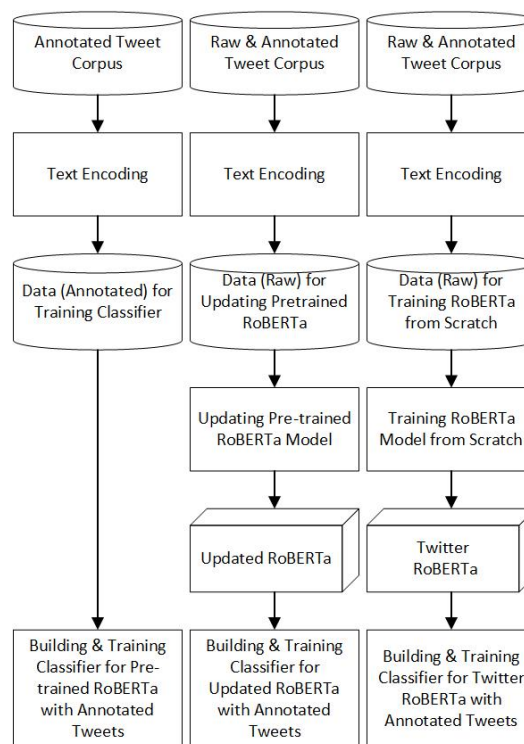 Annotated Tweet
Corpus
Raw & Annotated
Tweet Corpus
Raw & Annotated
Tweet Corpus
Text Encoding
Text Encoding
Text Encoding
Data (Annotated) for
Training Classifier
Data (Raw) for
Updating Pretrained
RoBERTa
Data (Raw) for
Training RoBERTa
from Scratch
Updating Pre-trained
RoBERTa Model
Training RoBERTa
Model from Scratch
Updated RoBERTa
Twitter
RoBERTa
Building & Training
Classifier for Pre-
trained RoBERTa
with Annotated
Tweets
Building & Training
Classifier for
Updated RoBERTa
with Annotated
Tweets
Building & Training
Classifier for Twitter
RoBERTa with
Annotated Tweets